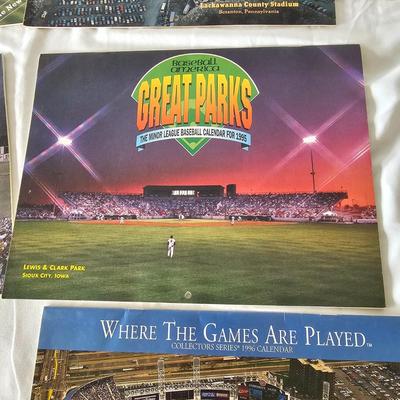 Lackawanna County Stadium
Scranton, Pennsylvania
Baseball
america
GREAT PARKS
THE MINOR LEAGUE BASEBALL CALENDAR FOR 1995
LEWIS & CLARK PARK
SIOUX CITY, IOWA
WHERE THE GAMES ARE PLAYED™
COLLECTORS SERIES® 1996 CALENDAR